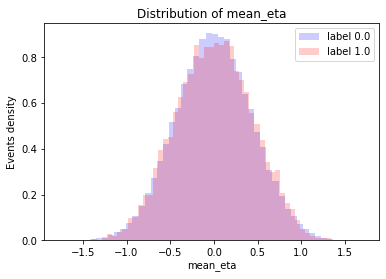 Distribution of mean_eta
label 0.0
label 1.0
Events density
0.8
0.6
0.4
0.2
0.0
−1.5 −1.0 −0.5 0.0 0.5 1.0 1.5
mean_eta